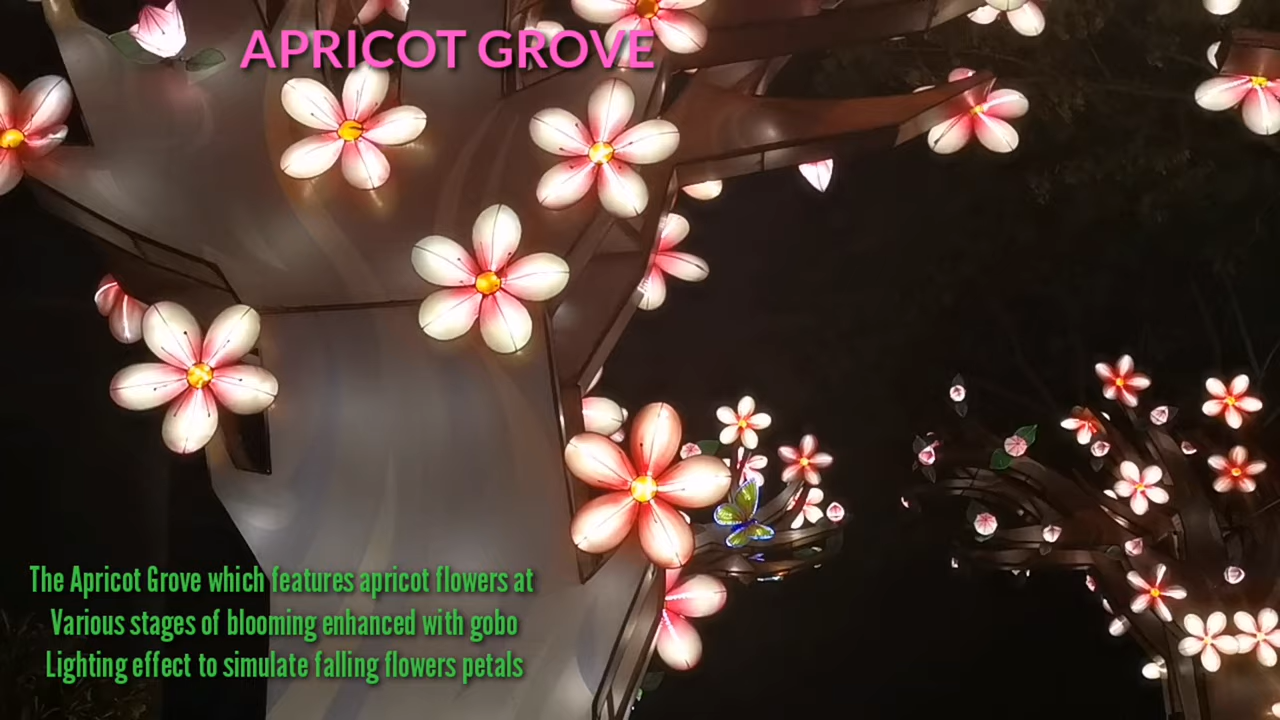 APRICOT GROVE
The Apricot Grove which features apricot flowers at
Various stages of blooming enhanced with gobo
Lighting effect to simulate falling flowers petals